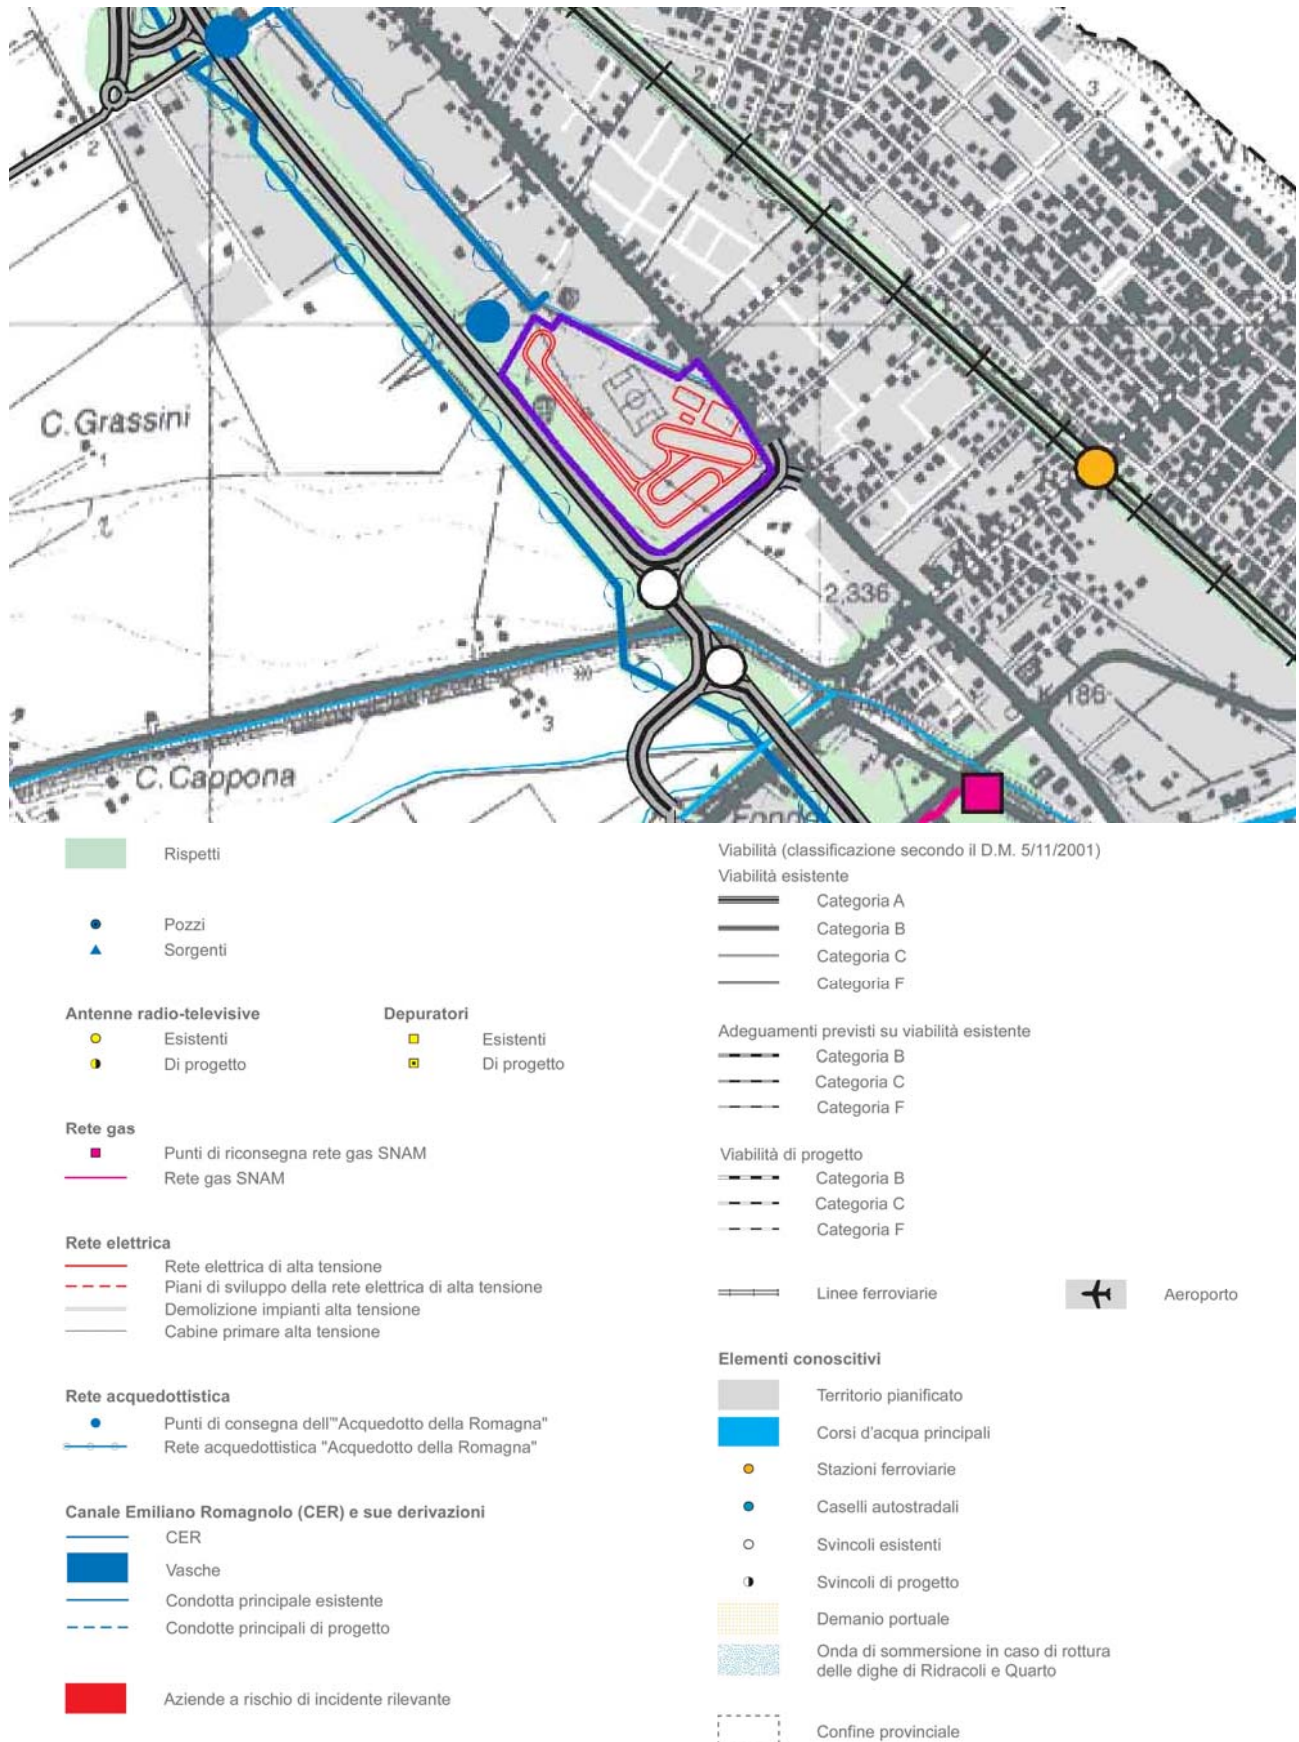 2
3
2
C. Grassini
1
2
2,336
2
K 186
3
C. Cappona
4
Rispetti
Pozzi
Sorgenti
Antenne radio-televisive
Esistenti
Di progetto
Depuratori
Esistenti
Di progetto
Rete gas
Punti di riconsegna rete gas SNAM
Rete gas SNAM
Rete elettrica
Rete elettrica di alta tensione
Piani di sviluppo della rete elettrica di alta tensione
Demolizione impianti alta tensione
Cabine primare alta tensione
Rete acquedottistica
Punti di consegna dell'"Acquedotto della Romagna"
Rete acquedottistica "Acquedotto della Romagna"
Canale Emiliano Romagnolo (CER) e sue derivazioni
CER
Vasche
Condotta principale esistente
Condotte principali di progetto
Aziende a rischio di incidente rilevante
Viabilità (classificazione secondo il D.M. 5/11/2001)
Viabilità esistente
Categoria A
Categoria B
Categoria C
Categoria F
Adeguamenti previsti su viabilità esistente
Categoria B
Categoria C
Categoria F
Viabilità di progetto
Categoria B
Categoria C
Categoria F
Linee ferroviarie
Aeroporto
Elementi conoscitivi
Territorio pianificato
Corsi d'acqua principali
Stazioni ferroviarie
Caselli autostradali
Svincoli esistenti
Svincoli di progetto
Demanio portuale
Onda di sommersione in caso di rottura
delle dighe di Ridracoli e Quarto
Confine provinciale